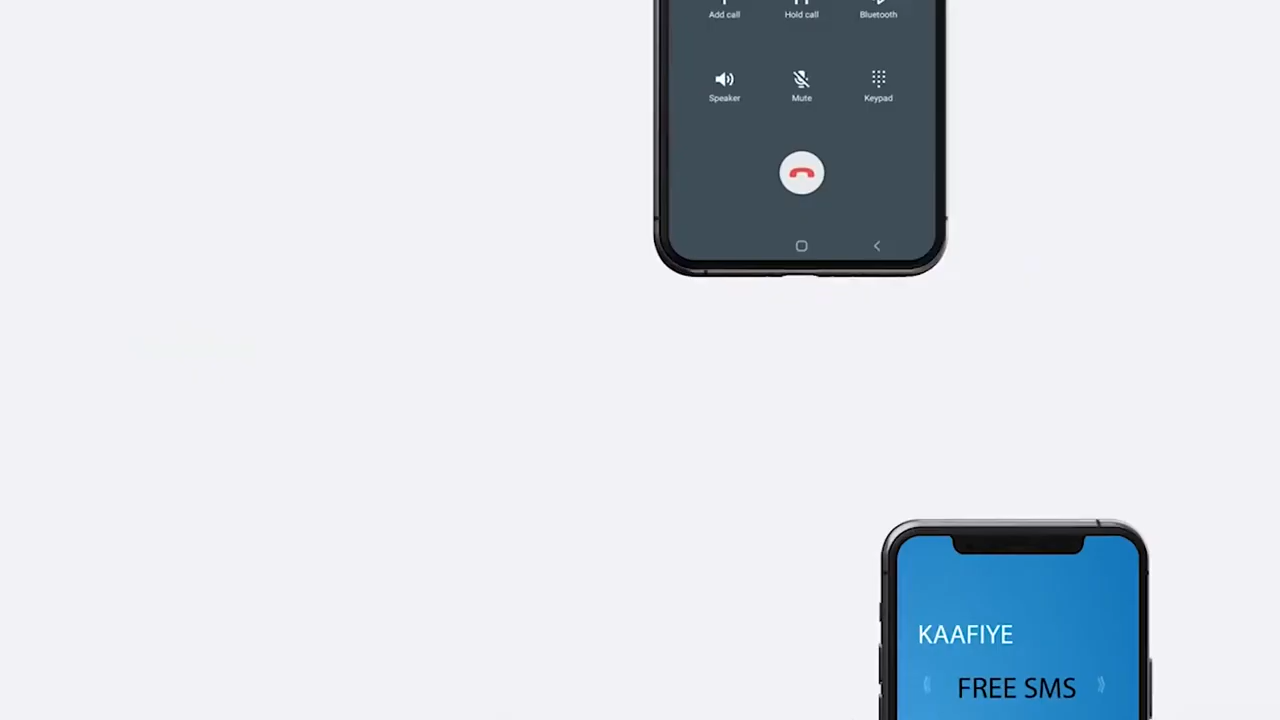 Add call Hold call Bluetooth
Speaker Mute Keypad
KAAFIYE
FREE SMS